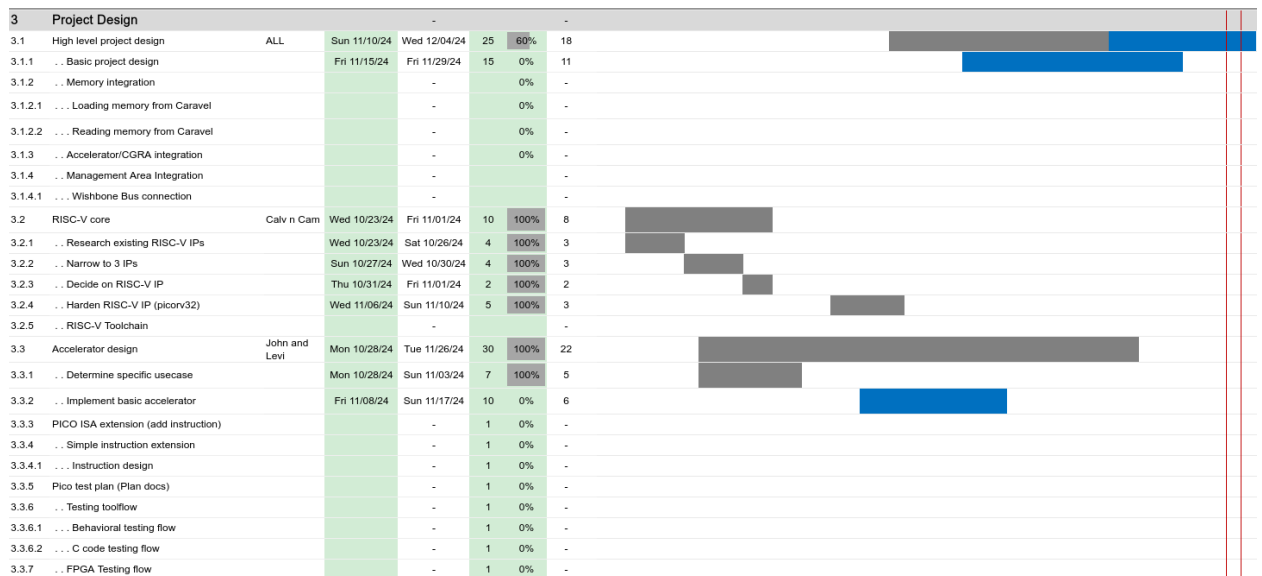 3 Project Design - -
3.1 High level project design ALL Sun 11/10/24 Wed 12/04/24 25 60% 18
3.1.1 . . Basic project design Fri 11/15/24 Fri 11/29/24 15 0% 11
3.1.2 . . Memory integration - 0% -
3.1.2.1 . . . Loading memory from Caravel - 0% -
3.1.2.2 . . . Reading memory from Caravel - 0% -
3.1.3 . . Accelerator/CGRA integration - 0% -
3.1.4 . . Management Area Integration - -
3.1.4.1 . . . Wishbone Bus connection - -
3.2 RISC-V core Calv n Cam Wed 10/23/24 Fri 11/01/24 10 100% 8
3.2.1 . . Research existing RISC-V IPs Wed 10/23/24 Sat 10/26/24 4 100% 3
3.2.2 . . Narrow to 3 IPs Sun 10/27/24 Wed 10/30/24 4 100% 3
3.2.3 . . Decide on RISC-V IP Thu 10/31/24 Fri 11/01/24 2 100% 2
3.2.4 . . Harden RISC-V IP (picorv32) Wed 11/06/24 Sun 11/10/24 5 100% 3
3.2.5 . . RISC-V Toolchain - -
3.3 Accelerator design John and Levi Mon 10/28/24 Tue 11/26/24 30 100% 22
3.3.1 . . Determine specific usecase Mon 10/28/24 Sun 11/03/24 7 100% 5
3.3.2 . . Implement basic accelerator Fri 11/08/24 Sun 11/17/24 10 0% 6
3.3.3 PICO ISA extension (add instruction) - 1 0% -
3.3.4 . . Simple instruction extension - 1 0% -
3.3.4.1 . . . Instruction design - 1 0% -
3.3.5 Pico test plan (Plan docs) - 1 0% -
3.3.6 . . Testing toolflow - 1 0% -
3.3.6.1 . . . Behavioral testing flow - 1 0% -
3.3.6.2 . . . C code testing flow - 1 0% -
3.3.7 . . FPGA Testing flow - 1 0% -